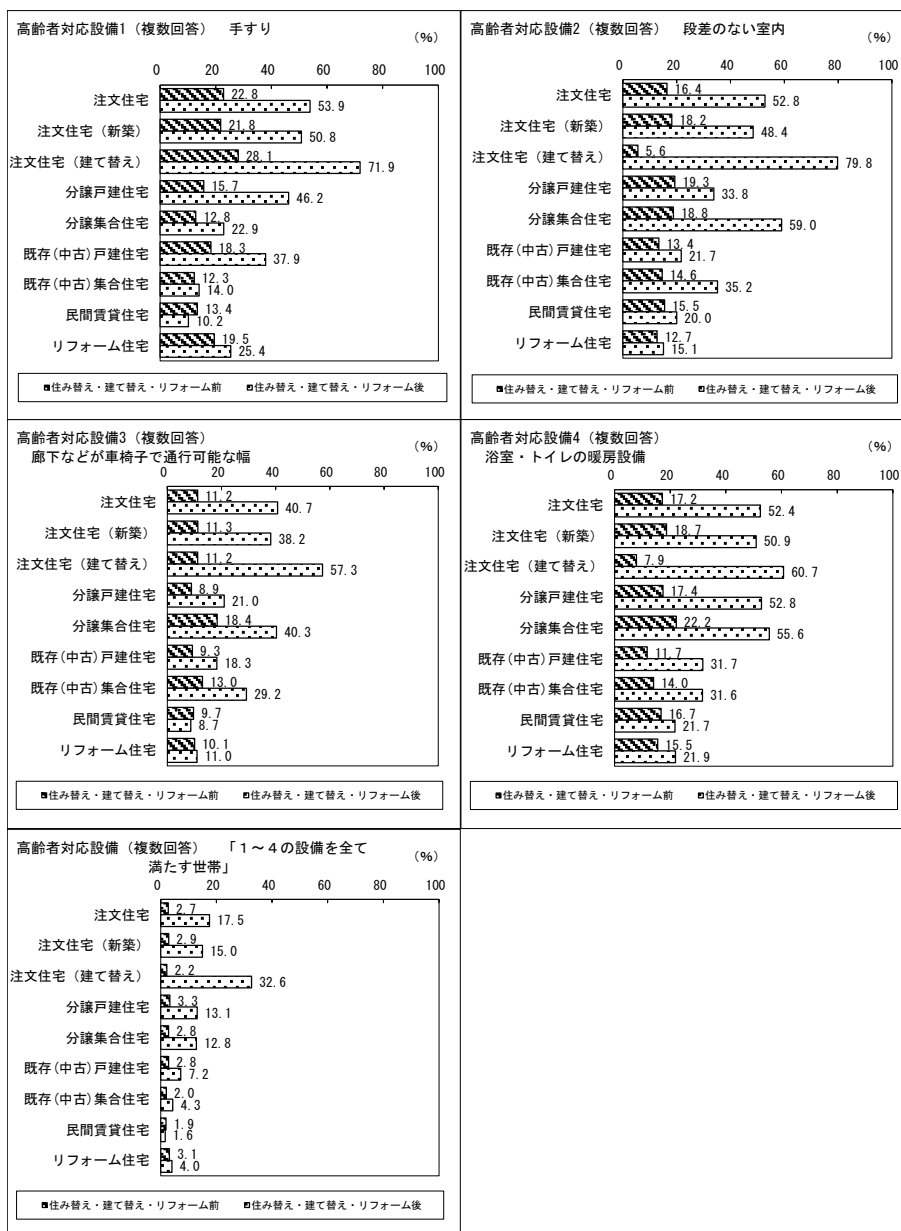 高齢者対応設備1（複数回答）　手すり
(%)
0 20 40 60 80 100
注文住宅 22.8
53.9
注文住宅（新築） 21.8
50.8
注文住宅（建て替え） 28.1
71.9
分譲戸建住宅 15.7
46.2
分譲集合住宅 12.8
22.9
既存(中古)戸建住宅 18.3
37.9
既存(中古)集合住宅 12.3
14.0
民間賃貸住宅 13.4
10.2
リフォーム住宅 19.5
25.4
住み替え・建て替え・リフォーム前 住み替え・建て替え・リフォーム後
高齢者対応設備2（複数回答）　段差のない室内
(%)
0 20 40 60 80 100
注文住宅 16.4
52.8
注文住宅（新築） 18.2
48.4
注文住宅（建て替え） 5.6
79.8
分譲戸建住宅 19.3
33.8
分譲集合住宅 18.8
59.0
既存(中古)戸建住宅 13.4
21.7
既存(中古)集合住宅 14.6
35.2
民間賃貸住宅 15.5
20.0
リフォーム住宅 12.7
15.1
住み替え・建て替え・リフォーム前 住み替え・建て替え・リフォーム後
高齢者対応設備3（複数回答）
廊下などが車椅子で通行可能な幅
(%)
0 20 40 60 80 100
注文住宅 11.2
40.7
注文住宅（新築） 11.3
38.2
注文住宅（建て替え） 11.2
57.3
分譲戸建住宅 8.9
21.0
分譲集合住宅 18.4
40.3
既存(中古)戸建住宅 9.3
18.3
既存(中古)集合住宅 13.0
29.2
民間賃貸住宅 9.7
8.7
リフォーム住宅 10.1
11.0
住み替え・建て替え・リフォーム前 住み替え・建て替え・リフォーム後
高齢者対応設備4（複数回答）
浴室・トイレの暖房設備
(%)
0 20 40 60 80 100
注文住宅 17.2
52.4
注文住宅（新築） 18.7
50.9
注文住宅（建て替え） 7.9
60.7
分譲戸建住宅 17.4
52.8
分譲集合住宅 22.2
55.6
既存(中古)戸建住宅 11.7
31.7
既存(中古)集合住宅 14.0
31.6
民間賃貸住宅 16.7
21.7
リフォーム住宅 15.5
21.9
住み替え・建て替え・リフォーム前 住み替え・建て替え・リフォーム後
高齢者対応設備（複数回答）　「１～４の設備を全て
満たす世帯」
(%)
0 20 40 60 80 100
注文住宅 2.7
17.5
注文住宅（新築） 2.9
15.0
注文住宅（建て替え） 2.2
32.6
分譲戸建住宅 3.3
13.1
分譲集合住宅 2.8
12.8
既存(中古)戸建住宅 2.8
7.2
既存(中古)集合住宅 2.0
4.3
民間賃貸住宅 1.9
1.6
リフォーム住宅 3.1
4.0
住み替え・建て替え・リフォーム前 住み替え・建て替え・リフォーム後